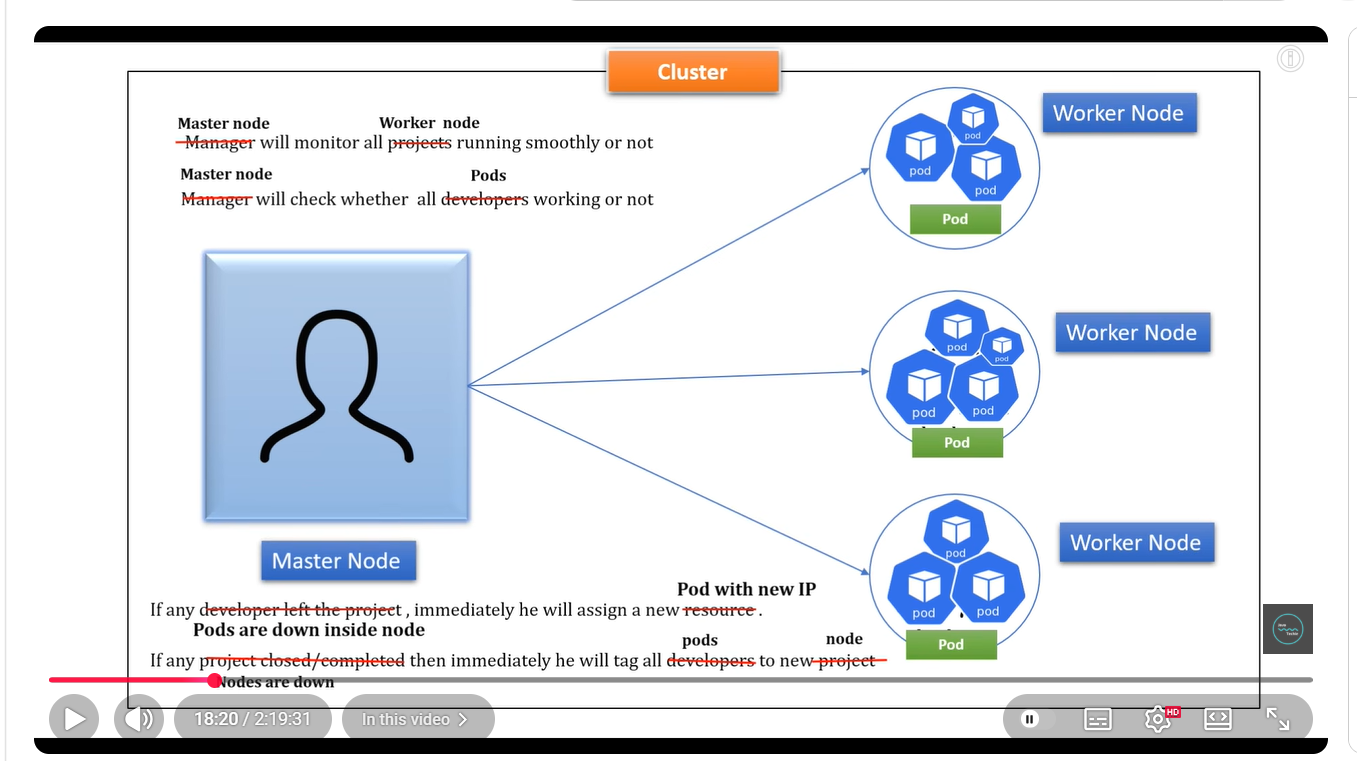 Cluster
Master node Worker node
Manager will monitor all projects running smoothly or not
Master node Pods
Manager will check whether all developers working or not
pod
pod
pod
Pod
Worker Node
pod
pod
pod
pod
Pod
Worker Node
pod
pod
pod
Pod
Worker Node
Master Node
Pod with new IP
If any developer left the project , immediately he will assign a new resource .
Pods are down inside node
pods node
If any project closed/completed then immediately he will tag all developers to new project
Nodes are down
18:20 / 2:19:31
In this video
HD